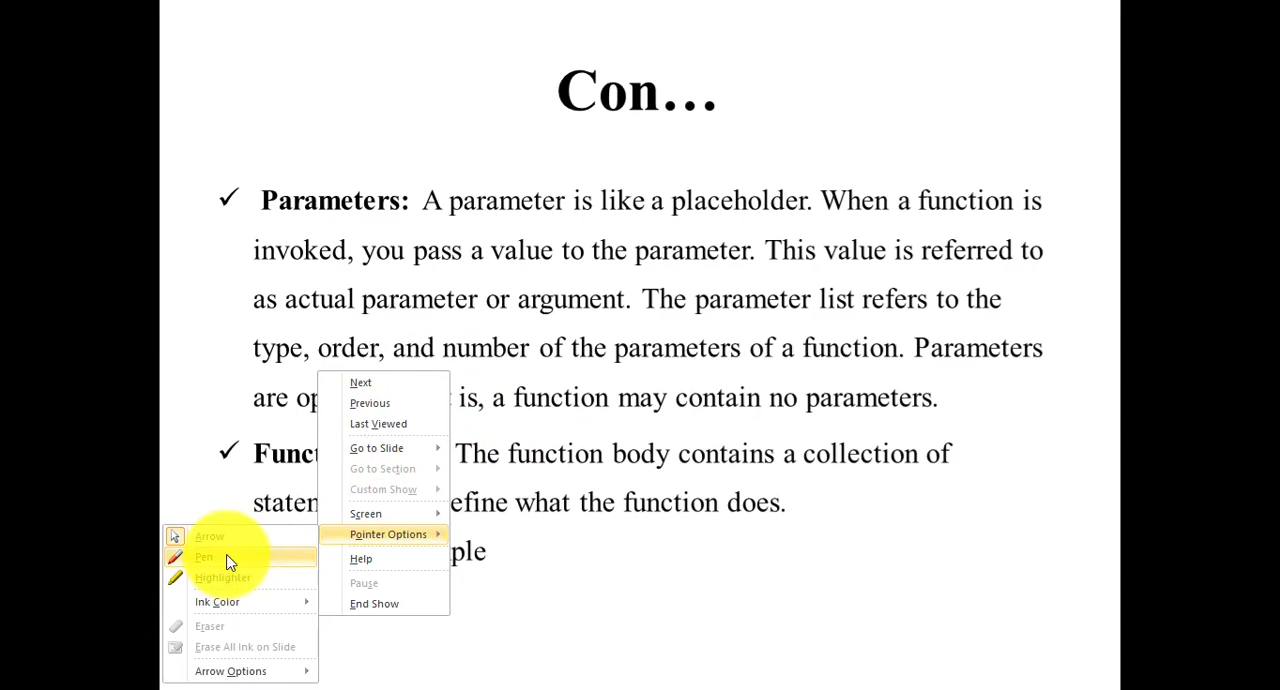 Con…
✓ Parameters: A parameter is like a placeholder. When a function is
invoked, you pass a value to the parameter. This value is referred to
as actual parameter or argument. The parameter list refers to the
type, order, and number of the parameters of a function. Parameters
are op is, a function may contain no parameters.
✓ Funct The function body contains a collection of
staten efine what the function does.
ple
Next
Previous
Last Viewed
Go to Slide
Go to Section
Custom Show
Screen
Pointer Options
Help
Pause
End Show
Arrow
Pen
Highlighter
Ink Color
Eraser
Erase All Ink on Slide
Arrow Options